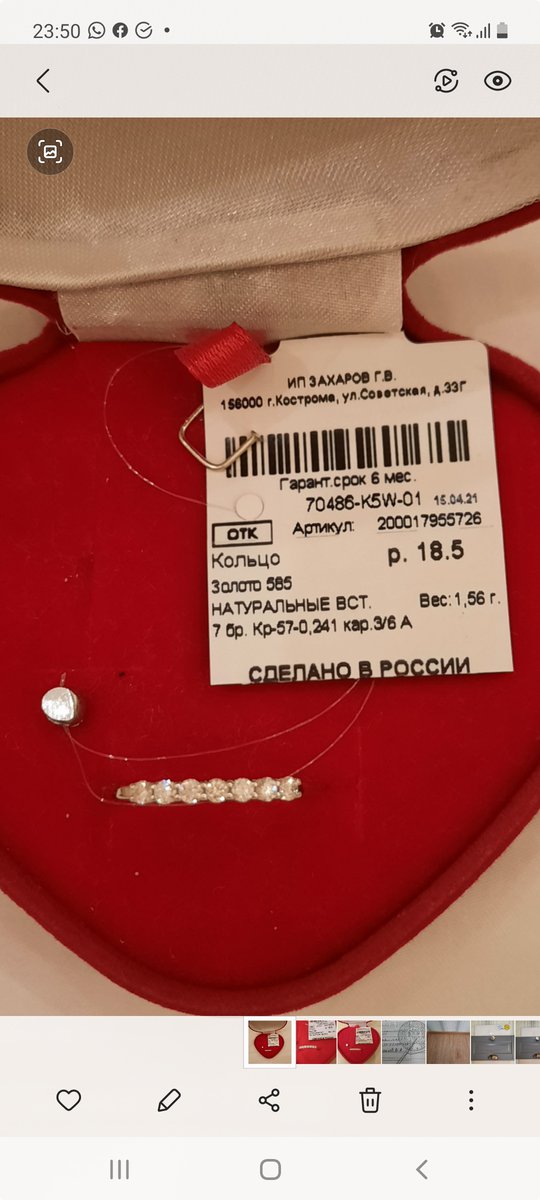 23:50
ИП ЗАХАРОВ Г.В.
156000 г.Кострома, ул.Советская, д.33Г
Гарант.срок 6 мес.
70486-K5W-01 15.04.21
Артикул: 200017955726
ОТК
Кольцо р. 18.5
Золото 585
НАТУРАЛЬНЫЕ ВСТ. Вес:1,56 г.
7 бр. Кр-57-0,241 кар.3/6 А
СДЕЛАНО В РОССИИ